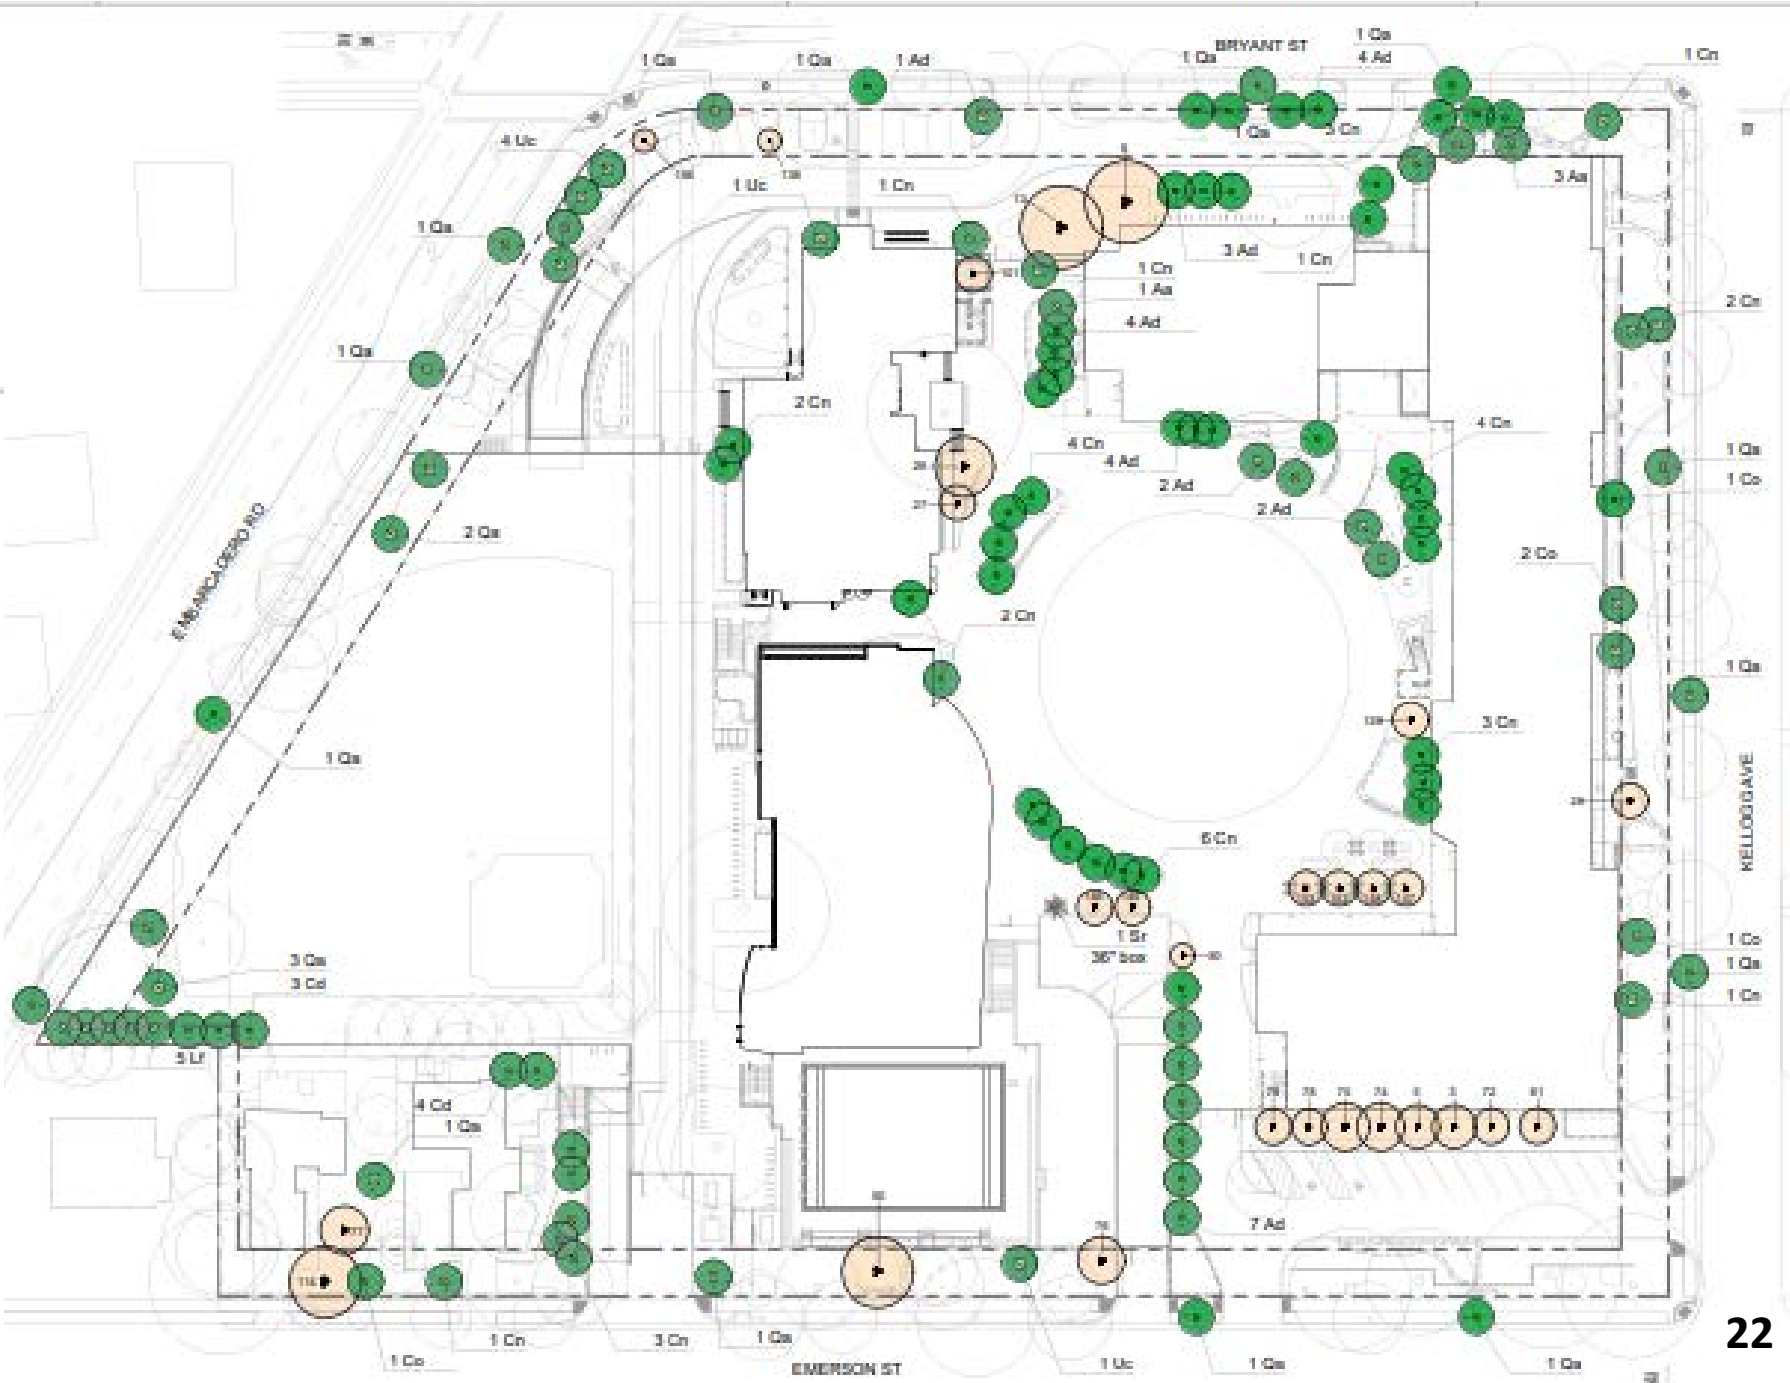 BRYANT ST
1 Qa
1 Qa
1 Qa
1 Ad
1 Qa
4 Ad
1 Cn
4 Uc
1 Qa
3 Cn
3 Aa
1 Uc
1 Cn
1 Qa
3 Ad
1 Cn
1 Cn
1 Aa
2 Cn
4 Ad
1 Qa
2 Cn
4 Cn
4 Cn
1 Qa
4 Ad
1 Co
2 Ad
27
2 Ad
2 Qa
EMBARCADERO RD
2 Co
2 Cn
1 Qa
3 Cn
1 Qa
29
KELLOGG AVE
6 Cn
1 Sr
36" box
1 Co
3 Qa
1 Qa
3 Cd
1 Cn
5 Lf
4 Cd
1 Qa
7 Ad
1 Cn
3 Cn
1 Qa
1 Co
EMERSON ST
1 Uc
1 Qa
1 Qa
22